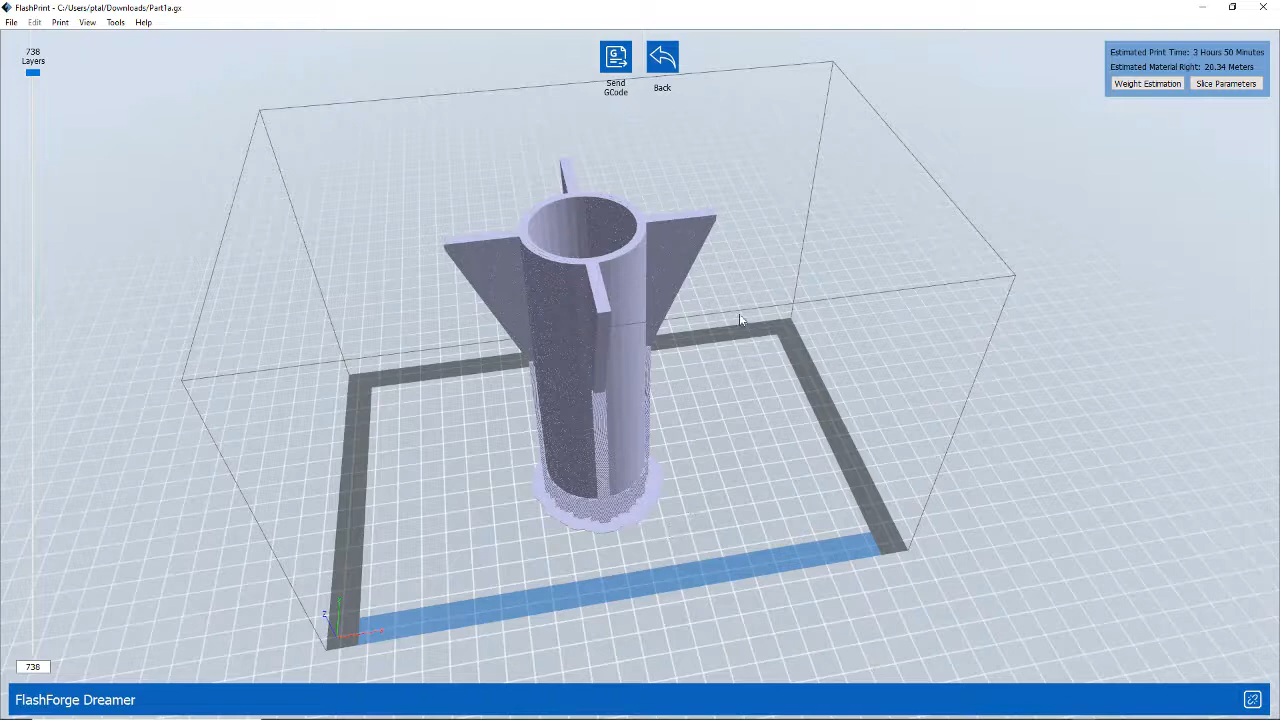 FlashPrint - C:/Users/ptal/Downloads/Part1a.gx
File Edit Print View Tools Help
738
Layers
Send
GCode
Back
Estimated Print Time: 3 Hours 50 Minutes
Estimated Material Right: 20.34 Meters
Weight Estimation Slice Parameters
738
FlashForge Dreamer